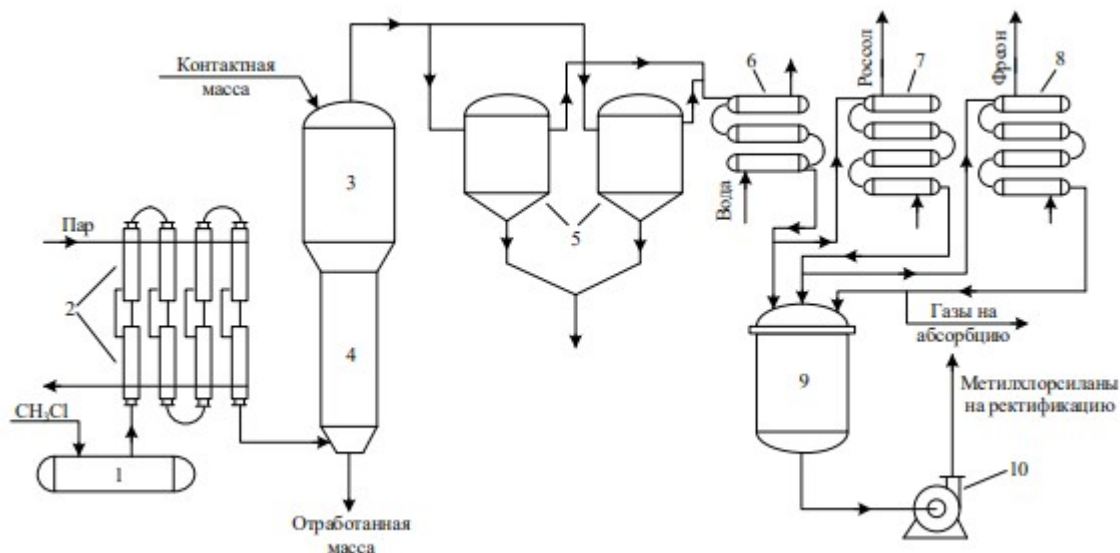 Контактная
масса
3
Пар
2
4
CH₃Cl
1
Отработанная
масса
5
6
Вода
Россол
7
Фреон
8
Газы на
абсорбцию
9
Метилхлорсиланы
на ректификацию
10